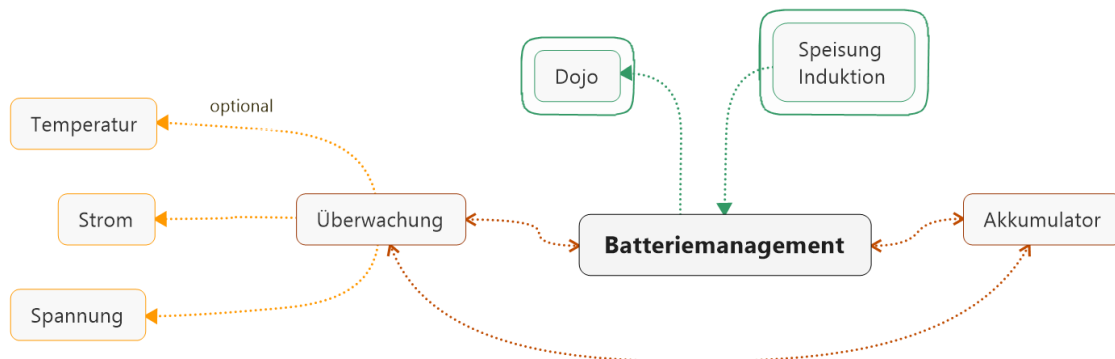 Speisung
Induktion
Dojo
optional
Temperatur
Strom
Überwachung
Akkumulator
Batteriemanagement
Spannung